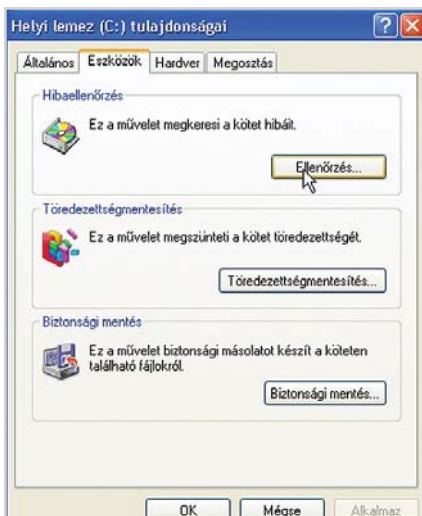 Helyi lemez (C:) tulajdonságai
Általános Eszközök Hardver Megosztás
Hibaellenőrzés
Ez a művelet megkeresi a kötet hibáit.
Ellenőrzés...
Töredezettségmentesítés
Ez a művelet megszünteti a kötet töredezettségét.
Töredezettségmentesítés...
Biztonsági mentés
Ez a művelet biztonsági másolatot készít a köteten
található fájlokról.
Biztonsági mentés...
OK Mégse Alkalmaz